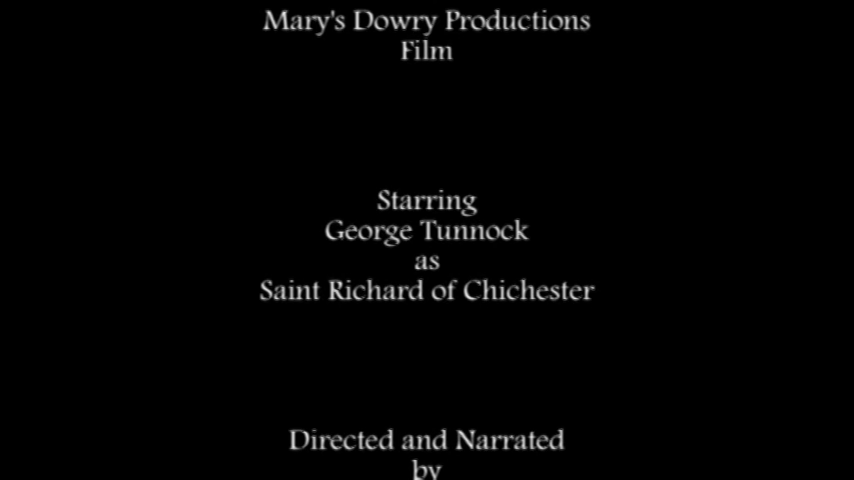 Mary's Dowry Productions
Film
Starring
George Tunnock
as
Saint Richard of Chichester
Directed and Narrated
by